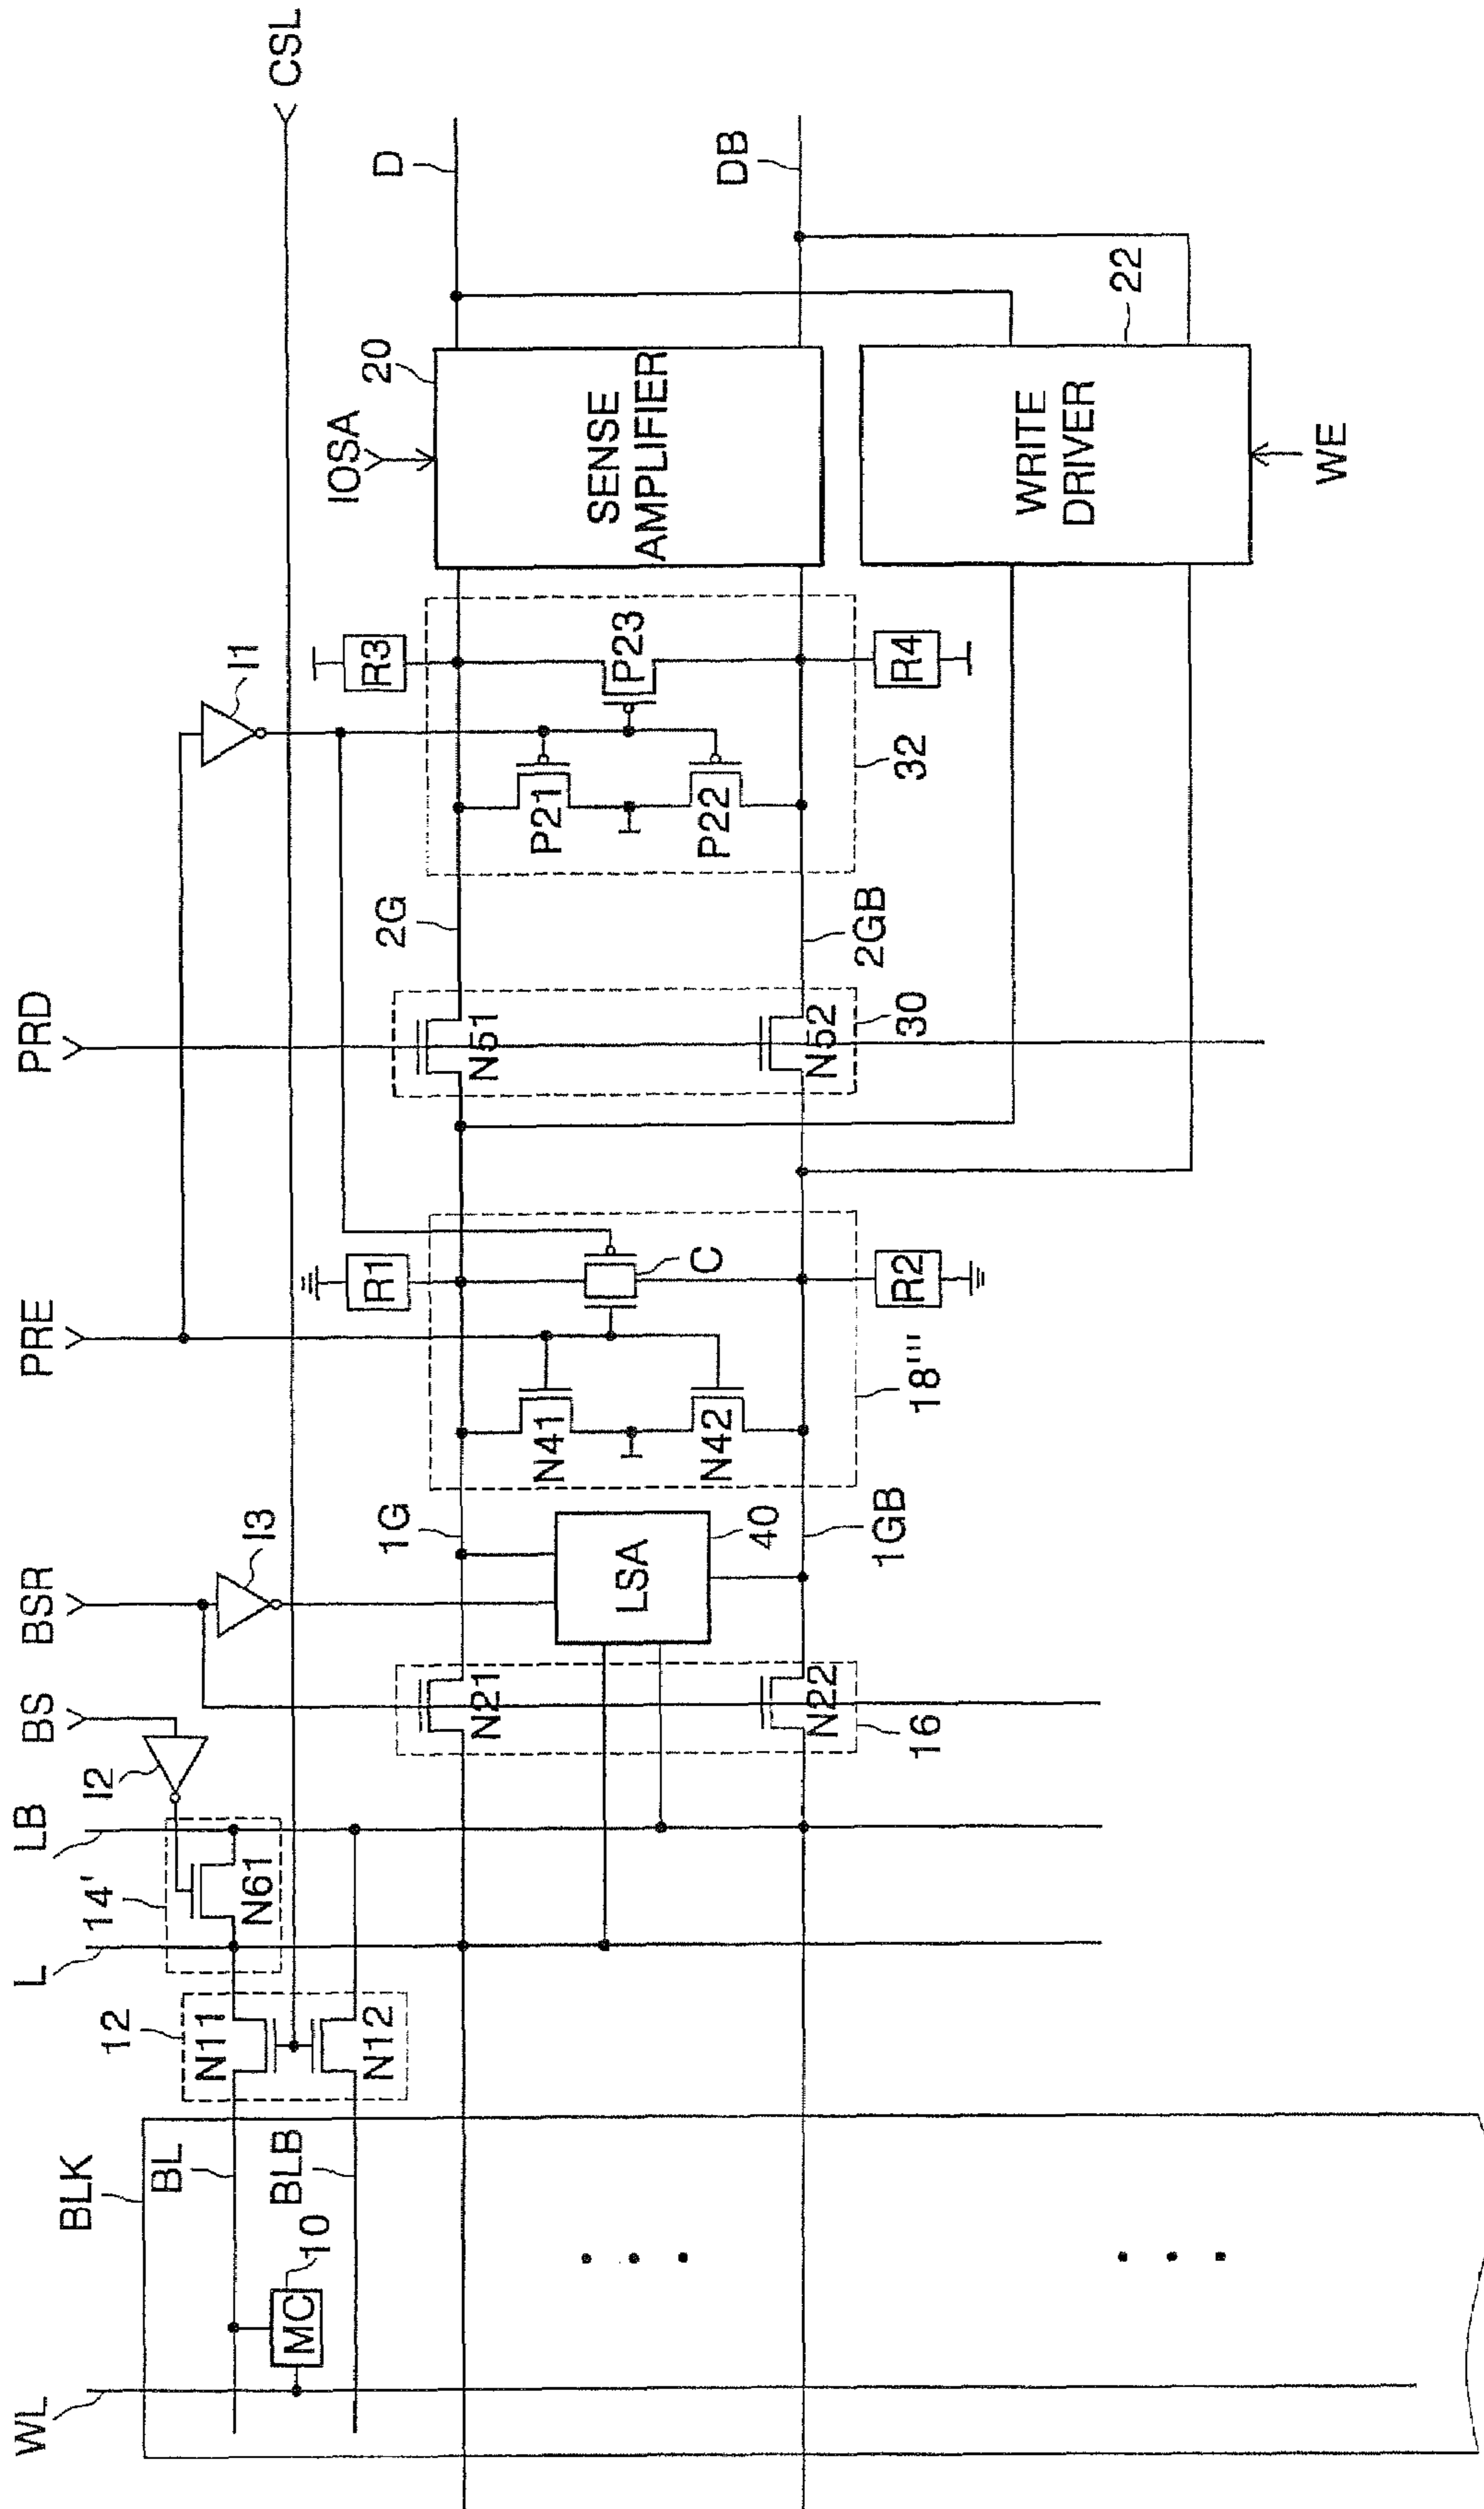 WL
BLK
BL
BLB
MC
10
12
N11
N12
L
14'
LB
N61
I2
BS
BSR
I3
N21
N22
16
LSA
40
1G
1GB
PRE
N41
N42
R1
C
R2
18'''
PRD
N51
N52
30
2G
2GB
I1
P21
P22
P23
R3
R4
32
IOSA
20
SENSE
AMPLIFIER
WRITE
DRIVER
22
WE
D
DB
CSL